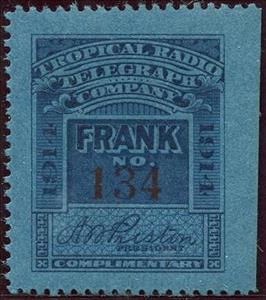 TROPICAL RADIO
TELEGRAPH
COMPANY
1914
1914
FRANK
NO.
134
PRESIDENT
COMPLIMENTARY